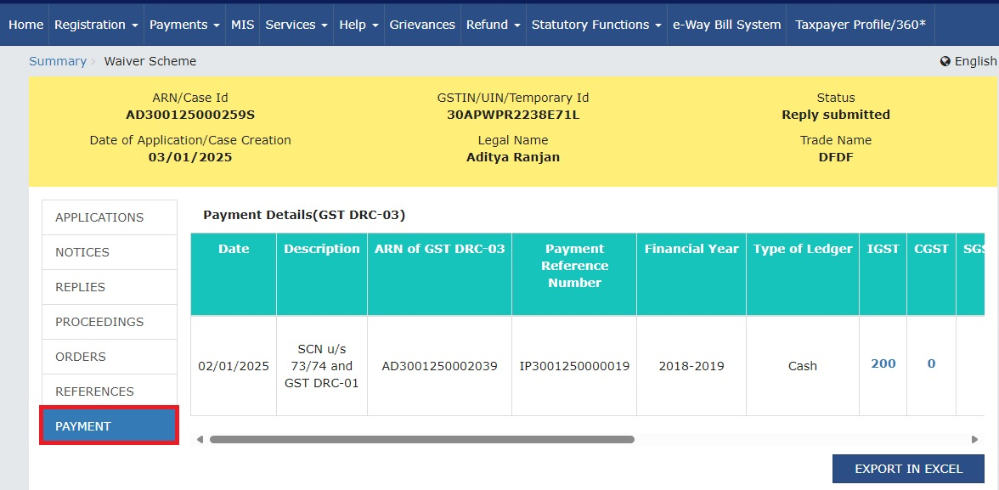 Home Registration Payments MIS Services Help Grievances Refund Statutory Functions e-Way Bill System Taxpayer Profile/360*
Summary Waiver Scheme English
ARN/Case Id GSTIN/UIN/Temporary Id Status
AD300125000259S 30APWPR2238E71L Reply submitted
Date of Application/Case Creation Legal Name Trade Name
03/01/2025 Aditya Ranjan DFDF
APPLICATIONS
NOTICES
REPLIES
PROCEEDINGS
ORDERS
REFERENCES
PAYMENT
Payment Details(GST DRC-03)
Date Description ARN of GST DRC-03 Payment Financial Year Type of Ledger IGST CGST SGS
Reference
Number
SCN u/s
02/01/2025 73/74 and AD3001250002039 IP3001250000019 2018-2019 Cash 200 0
GST DRC-01
EXPORT IN EXCEL